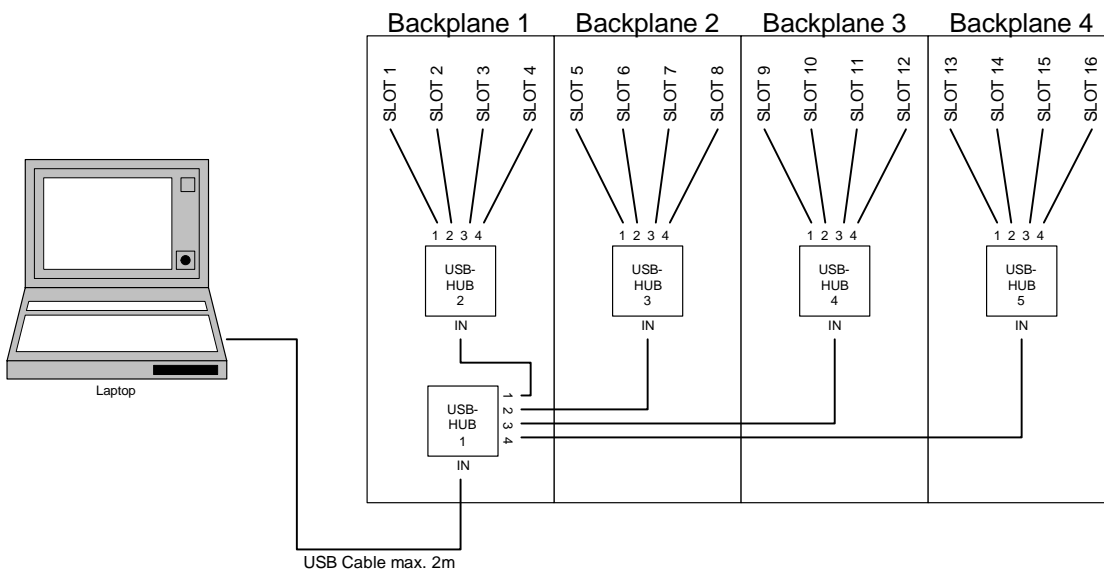 Backplane 1 Backplane 2 Backplane 3 Backplane 4
SLOT 1 SLOT 2 SLOT 3 SLOT 4 SLOT 5 SLOT 6 SLOT 7 SLOT 8 SLOT 9 SLOT 10 SLOT 11 SLOT 12 SLOT 13 SLOT 14 SLOT 15 SLOT 16
1 2 3 4 1 2 3 4 1 2 3 4 1 2 3 4
USB- USB- USB- USB-
HUB HUB HUB HUB
2 3 4 5
IN IN IN IN
Laptop
1
2
3
4
USB-
HUB
1
IN
USB Cable max. 2m